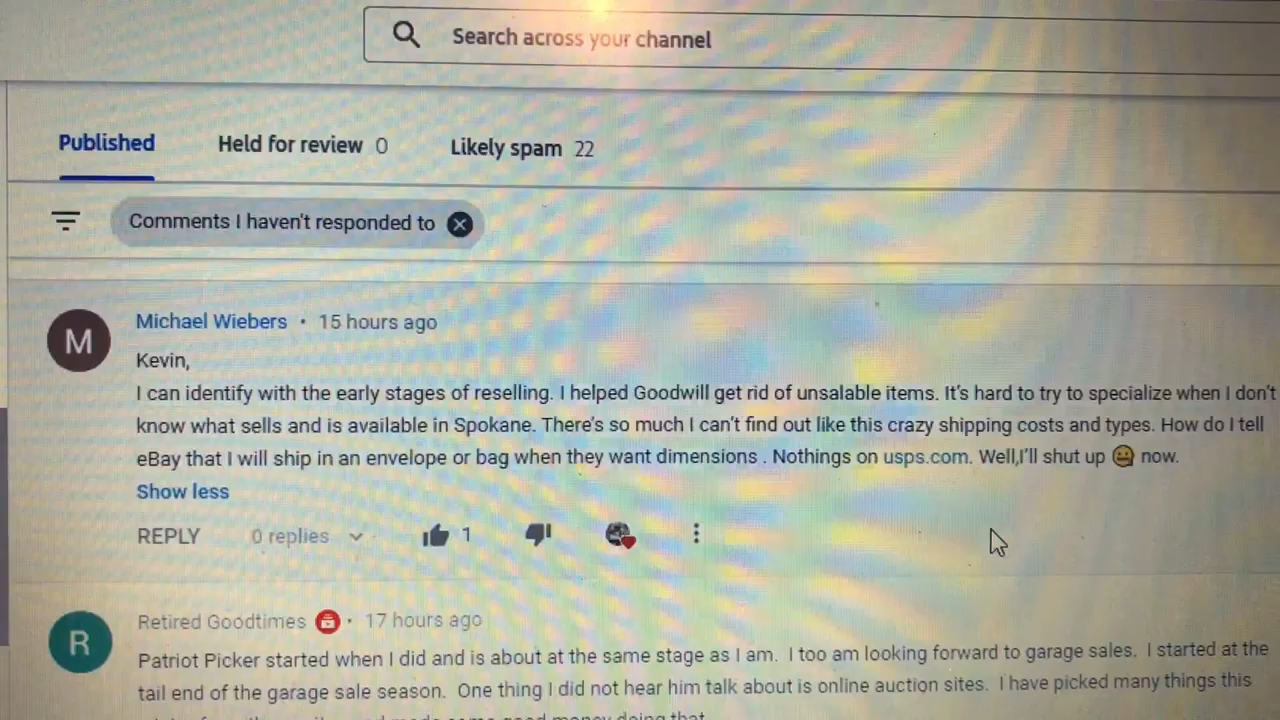 Search across your channel
Published Held for review 0 Likely spam 22
Comments I haven't responded to
M Michael Wiebers • 15 hours ago
Kevin,
I can identify with the early stages of reselling. I helped Goodwill get rid of unsalable items. It's hard to try to specialize when I don't
know what sells and is available in Spokane. There's so much I can't find out like this crazy shipping costs and types. How do I tell
eBay that I will ship in an envelope or bag when they want dimensions . Nothings on usps.com. Well,I'll shut up 🤐 now.
Show less
REPLY 0 replies 1
R Retired Goodtimes • 17 hours ago
Patriot Picker started when I did and is about at the same stage as I am. I too am looking forward to garage sales. I started at the
tail end of the garage sale season. One thing I did not hear him talk about is online auction sites. I have picked many things this
money doing that